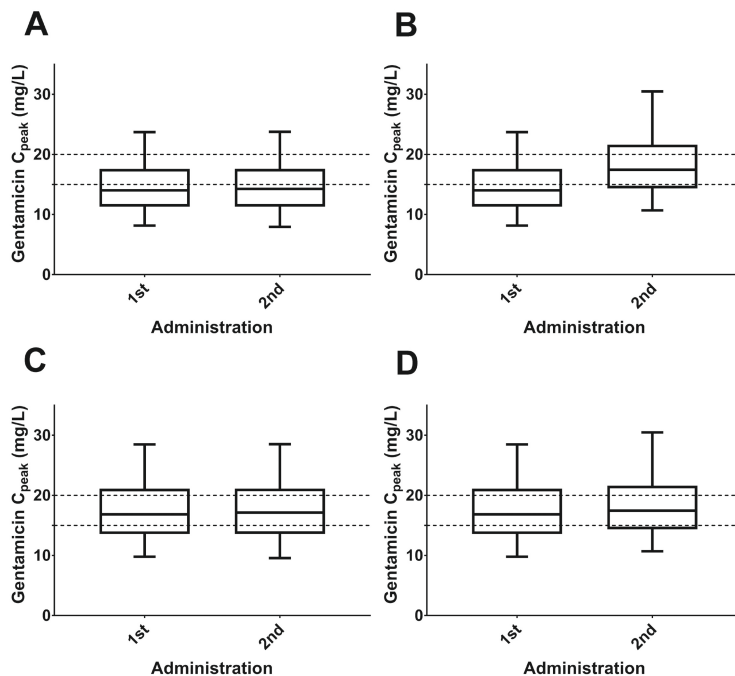 A
Gentamicin Cpeak (mg/L)
30
20
10
0
1st
2nd
Administration
B
Gentamicin Cpeak (mg/L)
30
20
10
0
1st
2nd
Administration
C
Gentamicin Cpeak (mg/L)
30
20
10
0
1st
2nd
Administration
D
Gentamicin Cpeak (mg/L)
30
20
10
0
1st
2nd
Administration